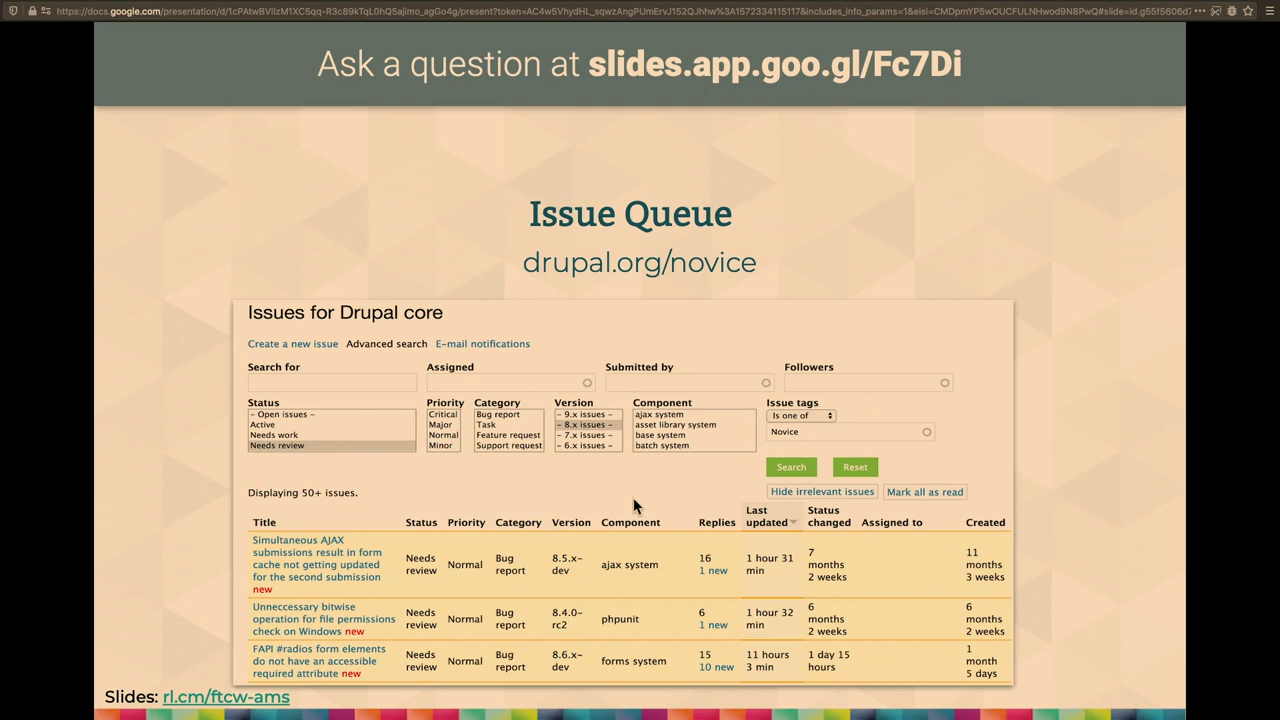 Ask a question at slides.app.goo.gl/Fc7Di
Issue Queue
drupal.org/novice
Issues for Drupal core
Create a new issue Advanced search E-mail notifications
Search for Assigned Submitted by Followers
Status Priority Category Version Component Issue tags
- Open issues - Critical Bug report - 9.x issues - ajax system Is one of
Active Major Task - 8.x issues - asset library system
Needs work Normal Feature request - 7.x issues - base system Novice
Needs review Minor Support request - 6.x issues - batch system
Search Reset
Displaying 50+ issues. Hide irrelevant issues Mark all as read
Title Status Priority Category Version Component Replies Last updated Status changed Assigned to Created
Simultaneous AJAX
submissions result in form
cache not getting updated
for the second submission
new
Needs review Normal Bug report 8.5.x-dev ajax system 16 1 new 1 hour 31 min 7 months 2 weeks 11 months 3 weeks
Unneccessary bitwise
operation for file permissions
check on Windows new
Needs review Normal Bug report 8.4.0-rc2 phpunit 6 1 new 1 hour 32 min 6 months 2 weeks 6 months 2 weeks
FAPI #radios form elements
do not have an accessible
required attribute new
Needs review Normal Bug report 8.6.x-dev forms system 15 10 new 11 hours 3 min 1 day 15 hours 1 month 5 days
Slides: rl.cm/ftcw-ams